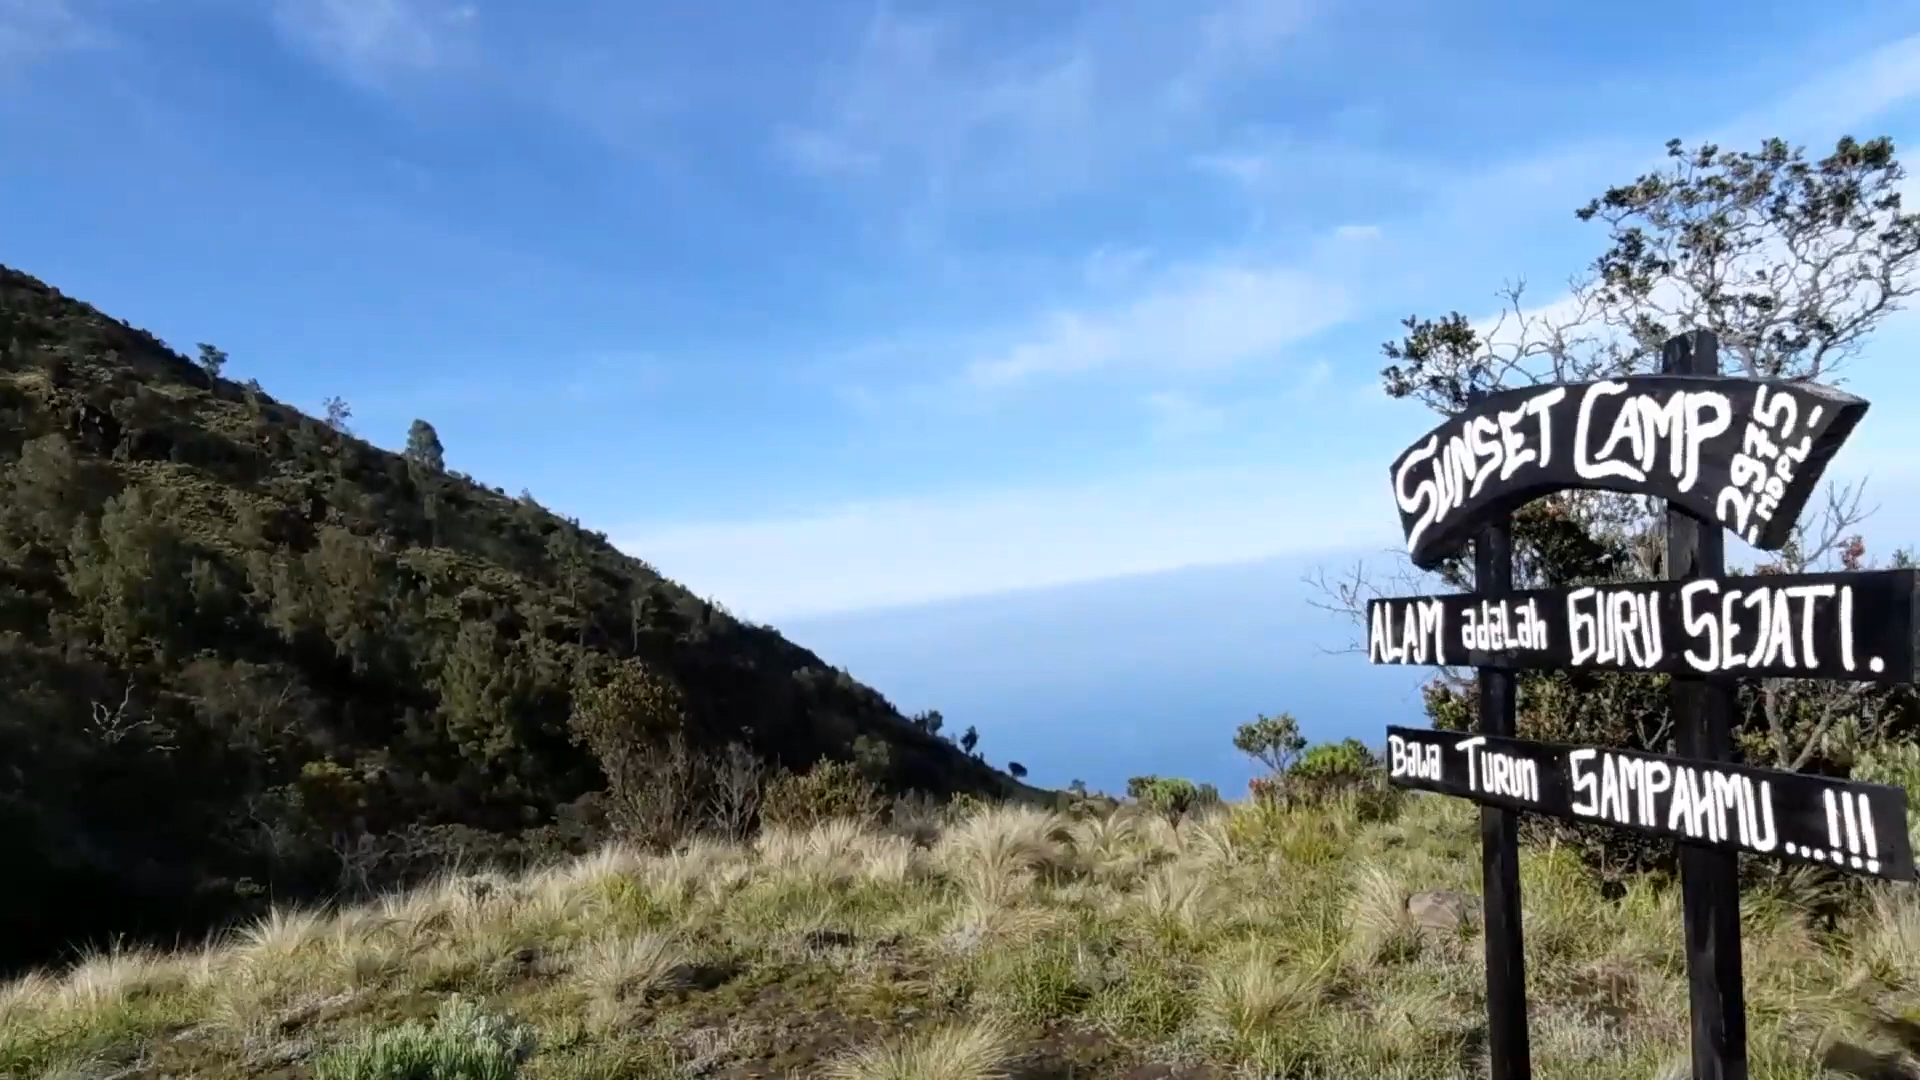 SUNSET CAMP
2975
- MDPL -
ALAM adaLah GURU SEJATI.
Bawa TURUN SAMPAHMU...!!!